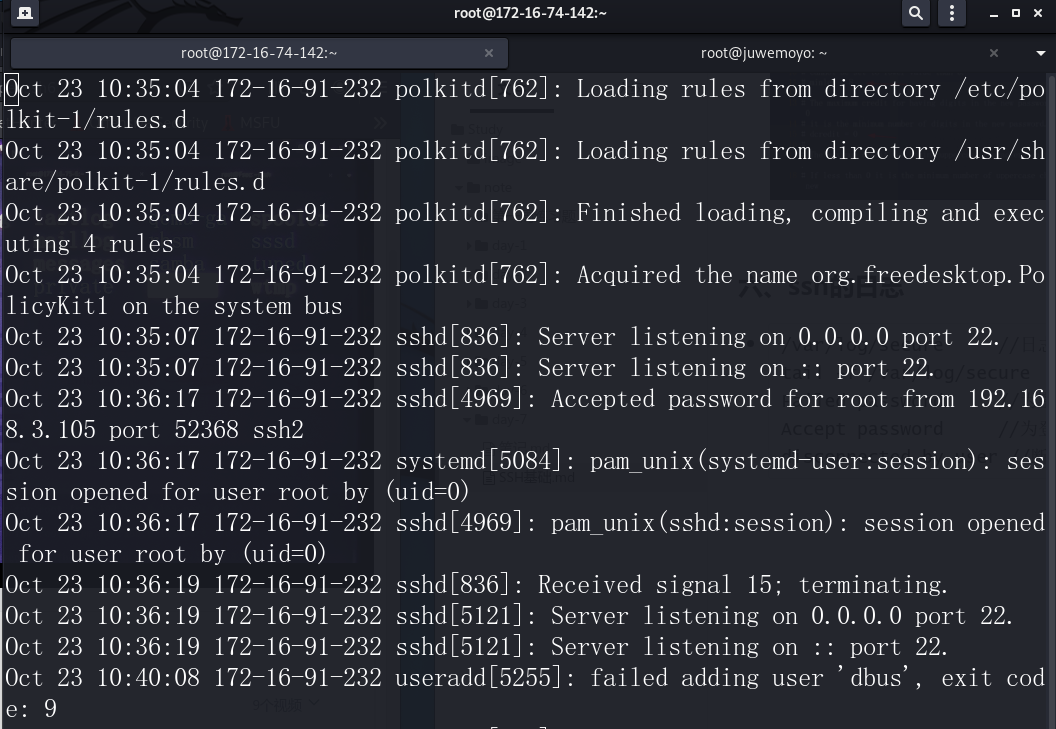 root@172-16-74-142:~
root@172-16-74-142:~
root@juwemoyo: ~
Oct 23 10:35:04 172-16-91-232 polkitd[762]: Loading rules from directory /etc/po
lkit-1/rules.d
Oct 23 10:35:04 172-16-91-232 polkitd[762]: Loading rules from directory /usr/sh
are/polkit-1/rules.d
Oct 23 10:35:04 172-16-91-232 polkitd[762]: Finished loading, compiling and exec
uting 4 rules
Oct 23 10:35:04 172-16-91-232 polkitd[762]: Acquired the name org.freedesktop.Po
licyKit1 on the system bus
Oct 23 10:35:07 172-16-91-232 sshd[836]: Server listening on 0.0.0.0 port 22.
Oct 23 10:35:07 172-16-91-232 sshd[836]: Server listening on :: port 22.
Oct 23 10:36:17 172-16-91-232 sshd[4969]: Accepted password for root from 192.16
8.3.105 port 52368 ssh2
Oct 23 10:36:17 172-16-91-232 systemd[5084]: pam_unix(systemd-user:session): ses
sion opened for user root by (uid=0)
Oct 23 10:36:17 172-16-91-232 sshd[4969]: pam_unix(sshd:session): session opened
 for user root by (uid=0)
Oct 23 10:36:19 172-16-91-232 sshd[836]: Received signal 15; terminating.
Oct 23 10:36:19 172-16-91-232 sshd[5121]: Server listening on 0.0.0.0 port 22.
Oct 23 10:36:19 172-16-91-232 sshd[5121]: Server listening on :: port 22.
Oct 23 10:40:08 172-16-91-232 useradd[5255]: failed adding user 'dbus', exit cod
e: 9